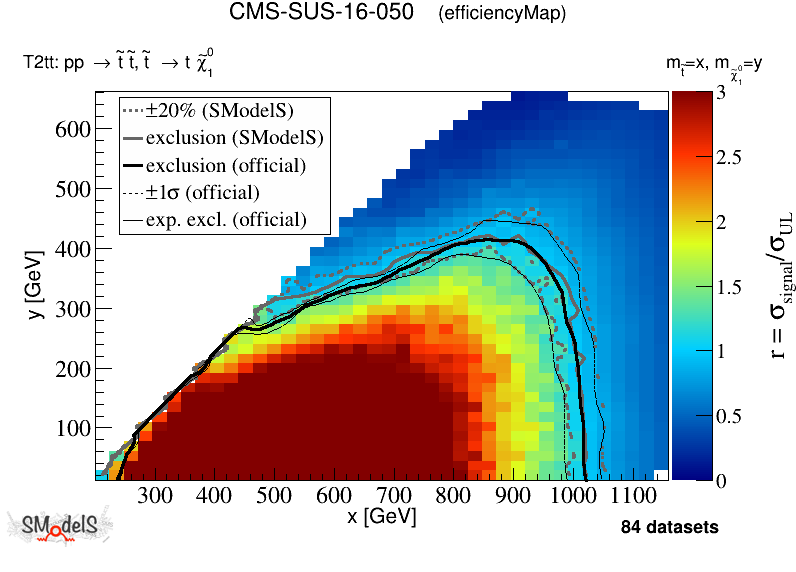 CMS-SUS-16-050 (efficiencyMap)
T2tt: pp → t̃ t̃, t̃ → t χ̃⁰₁
m_t̃=x, m_χ̃⁰₁=y
±20% (SModelS)
exclusion (SModelS)
exclusion (official)
±1σ (official)
exp. excl. (official)
600
500
400
300
200
100
y [GeV]
300 400 500 600 700 800 900 1000 1100
x [GeV]
3
2.5
2
1.5
1
0.5
0
r = σ_signal/σ_UL
SModelS
84 datasets